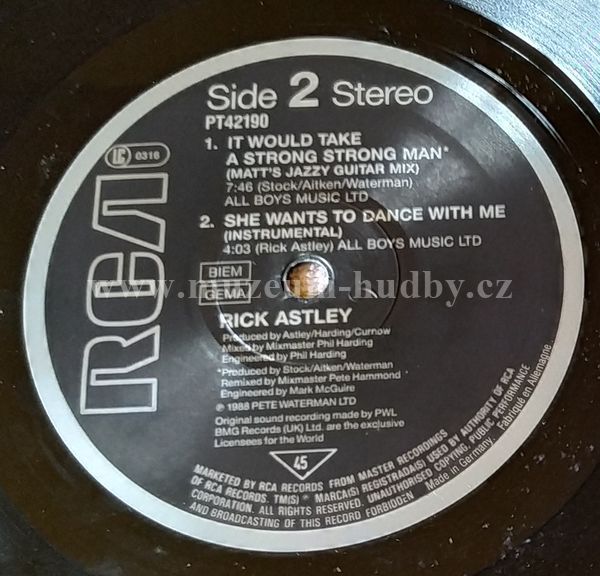 Side 2 Stereo
PT42190
1. IT WOULD TAKE
A STRONG STRONG MAN*
(MATT'S JAZZY GUITAR MIX)
7:46 (Stock/Aitken/Waterman)
ALL BOYS MUSIC LTD
2. SHE WANTS TO DANCE WITH ME
(INSTRUMENTAL)
4:03 (Rick Astley) ALL BOYS MUSIC LTD
LC 0316
RCA
BIEM
GEMA
www.muzeum-hudby.cz
RICK ASTLEY
Produced by Astley/Harding/Curnow
Mixed by Mixmaster Phil Harding
Engineered by Phil Harding
*Produced by Stock/Aitken/Waterman
Remixed by Mixmaster Pete Hammond
Engineered by Mark McGuire
℗ 1988 PETE WATERMAN LTD
Original sound recording made by PWL
BMG Records (UK) Ltd. are the exclusive
Licensees for the World
45
MARKETED BY RCA RECORDS FROM MASTER RECORDINGS
OF RCA RECORDS. TM(S) ® MARCA(S) REGISTRADA(S) USED BY AUTHORITY OF RCA
CORPORATION. ALL RIGHTS RESERVED. UNAUTHORISED COPYING, PUBLIC PERFORMANCE
AND BROADCASTING OF THIS RECORD FORBIDDEN
Made in Germany. Fabriqué en Allemagne.